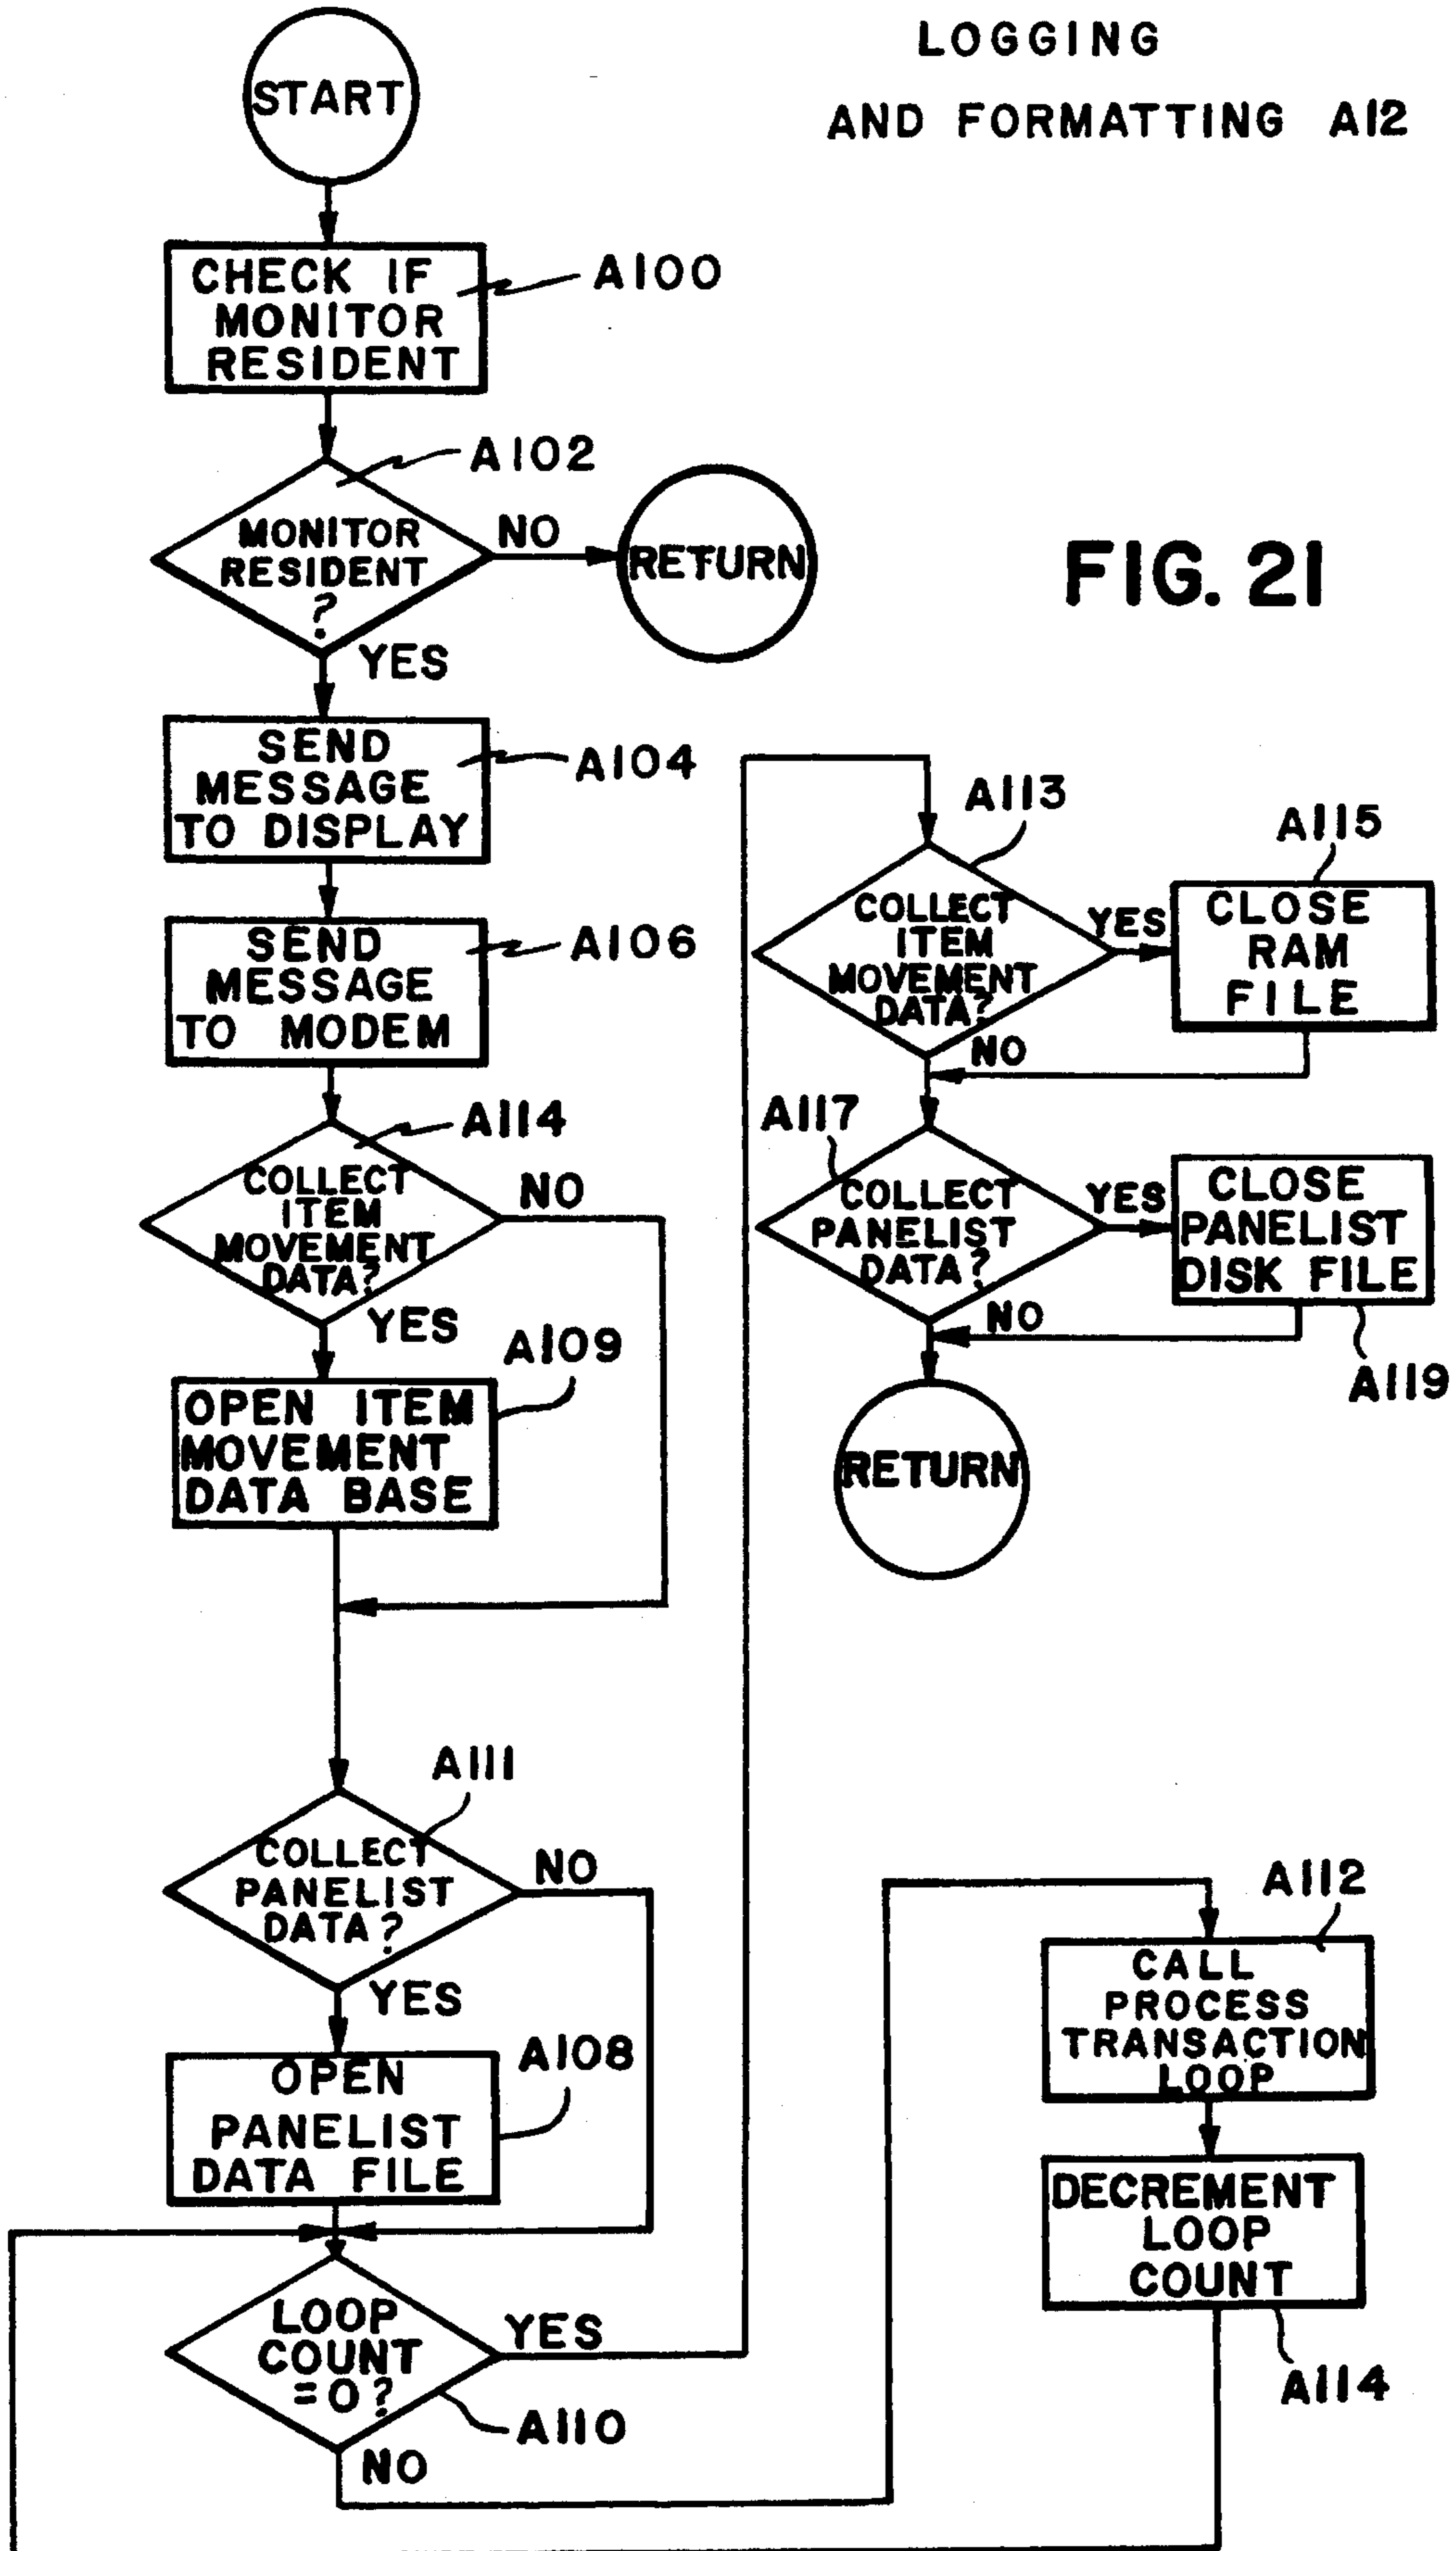 LOGGING
AND FORMATTING A12
START
CHECK IF
MONITOR
RESIDENT
A100
A102
MONITOR
RESIDENT
?
NO
RETURN
FIG. 21
YES
SEND
MESSAGE
TO DISPLAY
A104
SEND
MESSAGE
TO MODEM
A106
A114
COLLECT
ITEM
MOVEMENT
DATA?
NO
YES
A109
OPEN ITEM
MOVEMENT
DATA BASE
A111
COLLECT
PANELIST
DATA?
NO
YES
A108
OPEN
PANELIST
DATA FILE
LOOP
COUNT
=0?
YES
A110
NO
A113
COLLECT
ITEM
MOVEMENT
DATA?
YES
A115
CLOSE
RAM
FILE
NO
A117
COLLECT
PANELIST
DATA?
YES
CLOSE
PANELIST
DISK FILE
NO
A119
RETURN
A112
CALL
PROCESS
TRANSACTION
LOOP
DECREMENT
LOOP
COUNT
A114